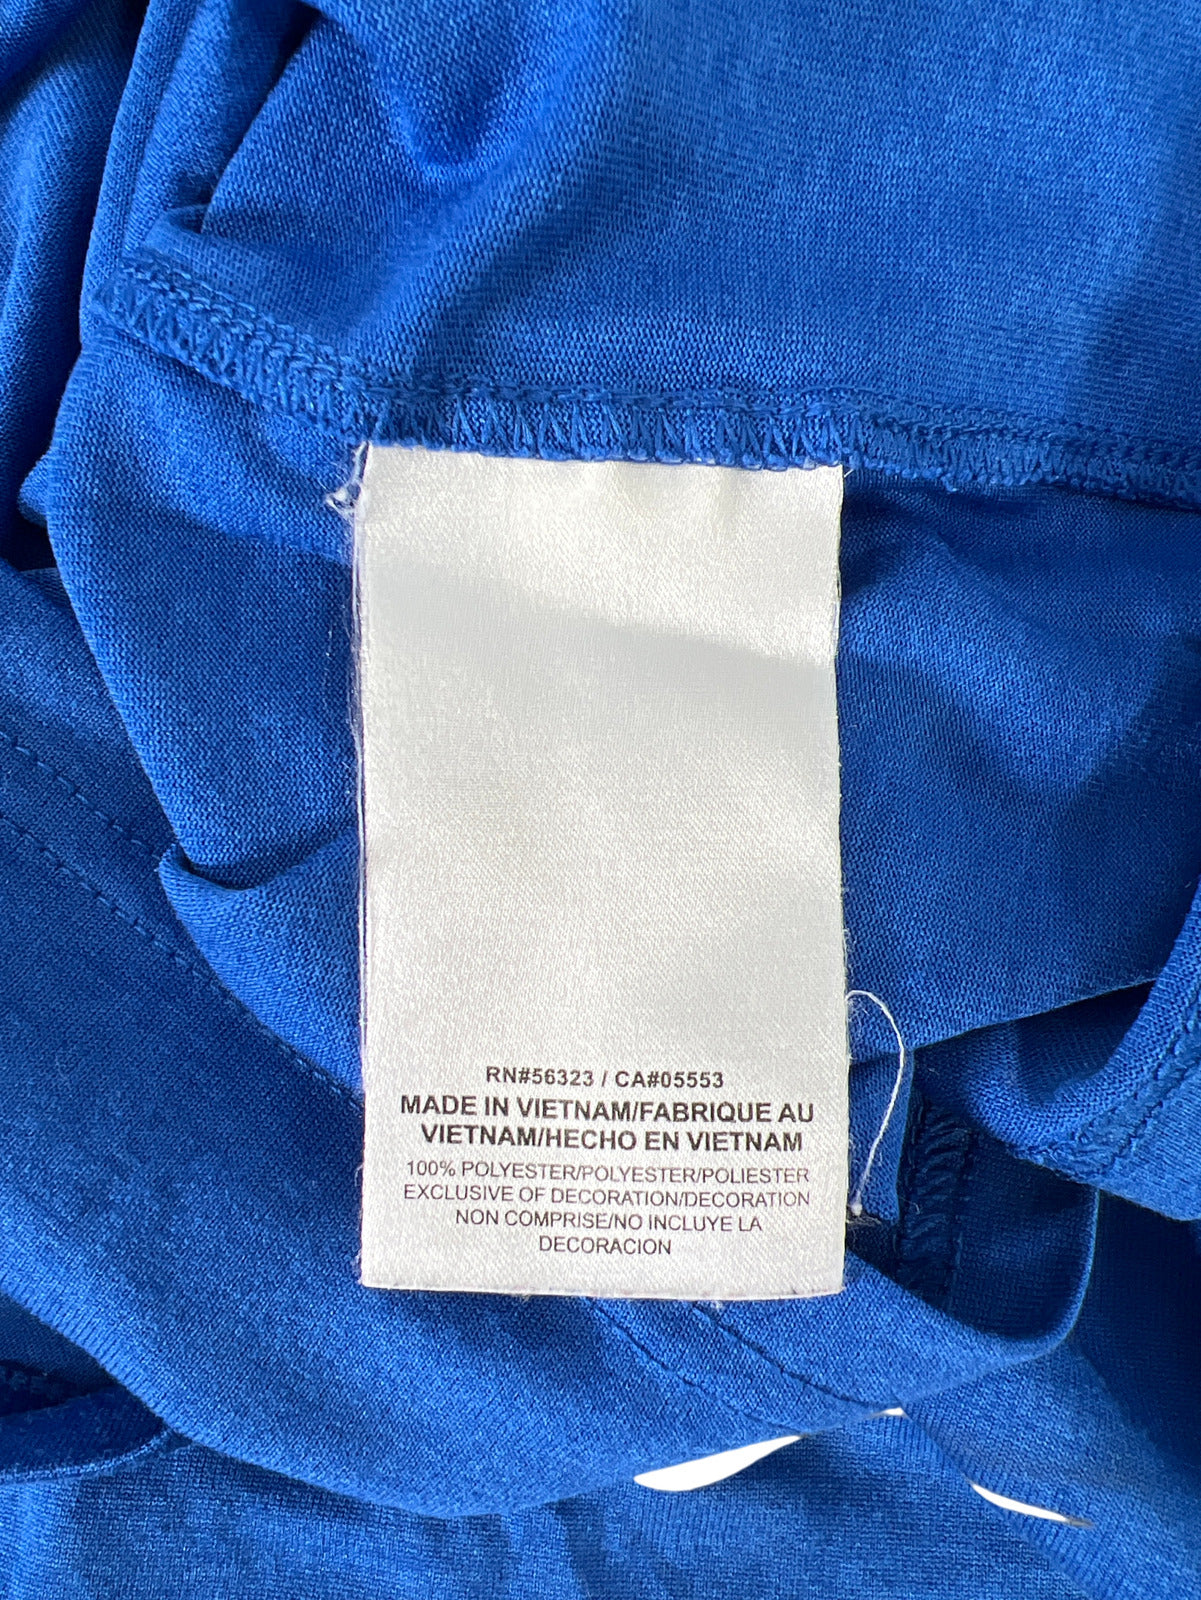 RN#56323 / CA#05553
MADE IN VIETNAM/FABRIQUE AU
VIETNAM/HECHO EN VIETNAM
100% POLYESTER/POLYESTER/POLIESTER
EXCLUSIVE OF DECORATION/DECORATION
NON COMPRISE/NO INCLUYE LA
DECORACION